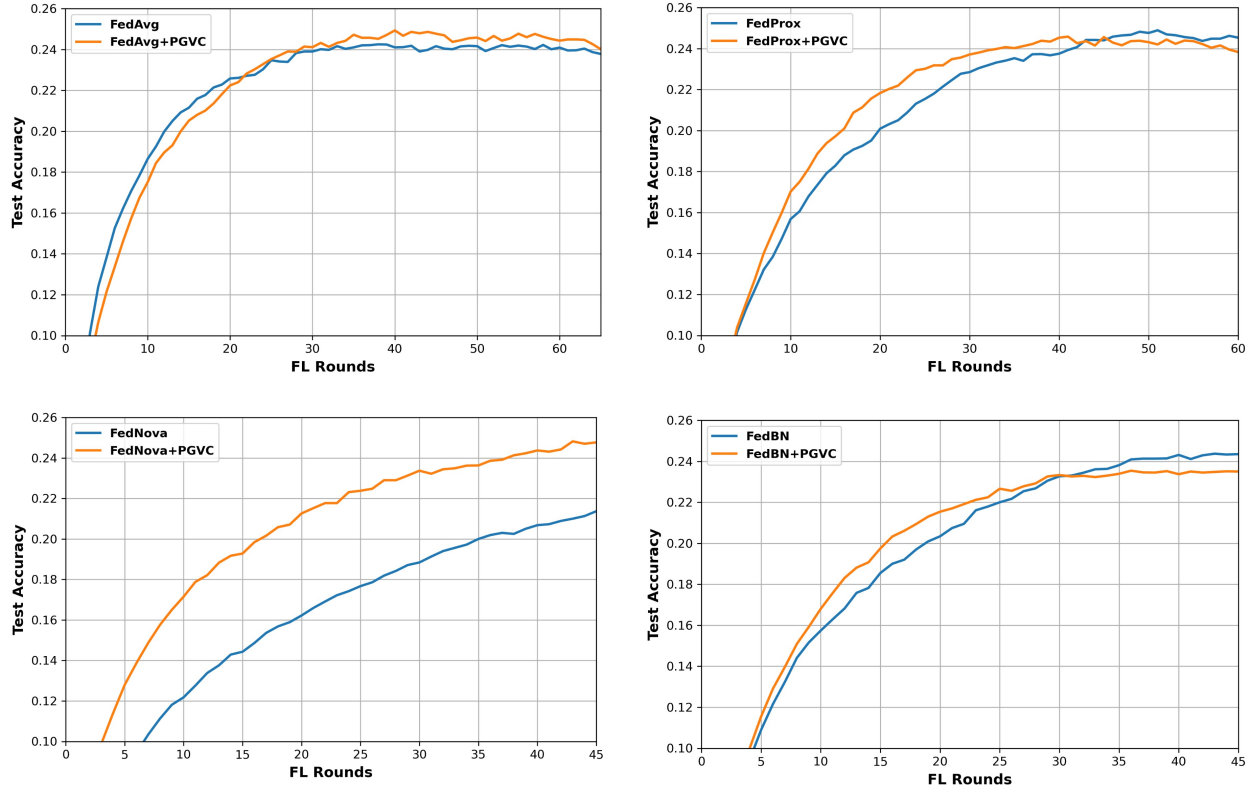 FedAvg
FedAvg+PGVC
0.26
0.24
0.22
0.20
0.18
0.16
0.14
0.12
0.10
Test Accuracy
0 10 20 30 40 50 60
FL Rounds
FedProx
FedProx+PGVC
0.26
0.24
0.22
0.20
0.18
0.16
0.14
0.12
0.10
Test Accuracy
0 10 20 30 40 50 60
FL Rounds
FedNova
FedNova+PGVC
0.26
0.24
0.22
0.20
0.18
0.16
0.14
0.12
0.10
Test Accuracy
0 5 10 15 20 25 30 35 40 45
FL Rounds
FedBN
FedBN+PGVC
0.26
0.24
0.22
0.20
0.18
0.16
0.14
0.12
0.10
Test Accuracy
0 5 10 15 20 25 30 35 40 45
FL Rounds